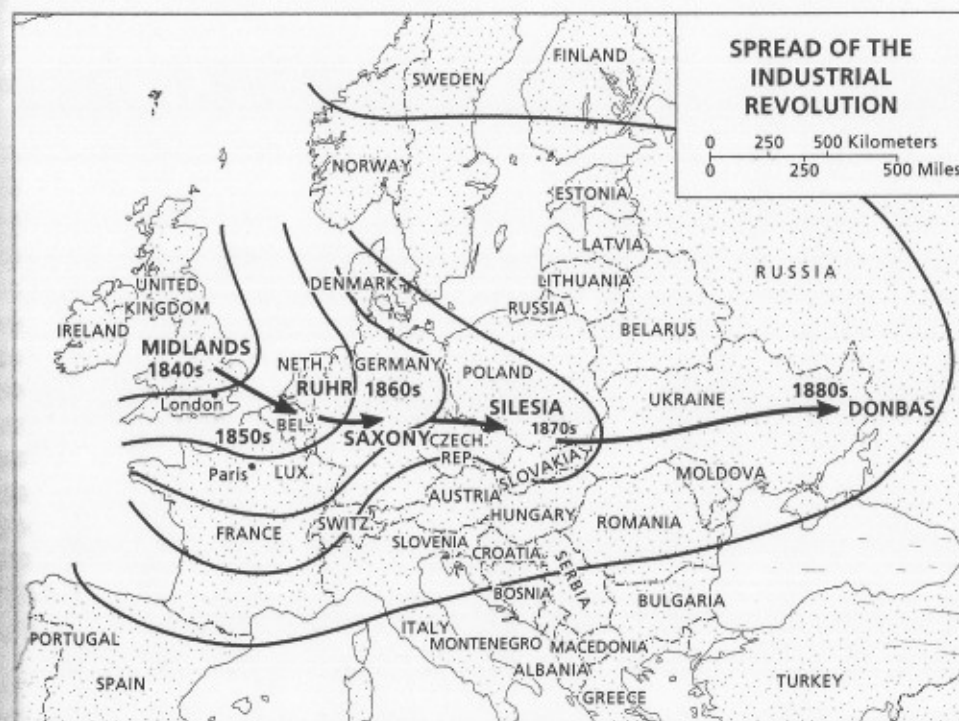 SPREAD OF THE
INDUSTRIAL
REVOLUTION
0 250 500 Kilometers
0 250 500 Miles
FINLAND
SWEDEN
NORWAY
ESTONIA
LATVIA
LITHUANIA
RUSSIA
RUSSIA
DENMARK
UNITED
KINGDOM
IRELAND
MIDLANDS
1840s
London
NETH.
RUHR
GERMANY
1860s
POLAND
BELARUS
UKRAINE
1880s
DONBAS
BEL.
1850s
SAXONY
SILESIA
1870s
CZECH.
REP.
SLOVAKIA
Paris
LUX.
MOLDOVA
AUSTRIA
HUNGARY
ROMANIA
FRANCE
SWITZ.
SLOVENIA
CROATIA
SERBIA
BOSNIA
BULGARIA
ITALY
MONTENEGRO
MACEDONIA
ALBANIA
GREECE
TURKEY
PORTUGAL
SPAIN